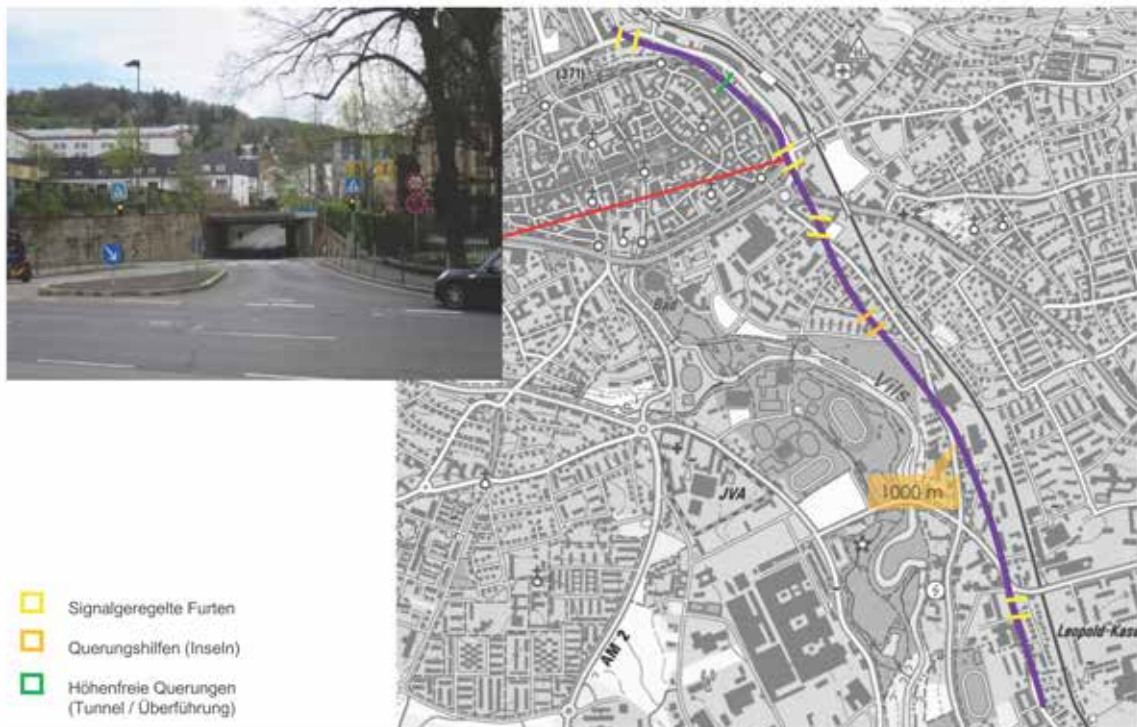 (371)
Bad
Vils
1000 m
JVA
AM 2
Leopold-Kase
Signalgeregelte Furten
Querungshilfen (Inseln)
Höhenfreie Querungen
(Tunnel / Überführung)